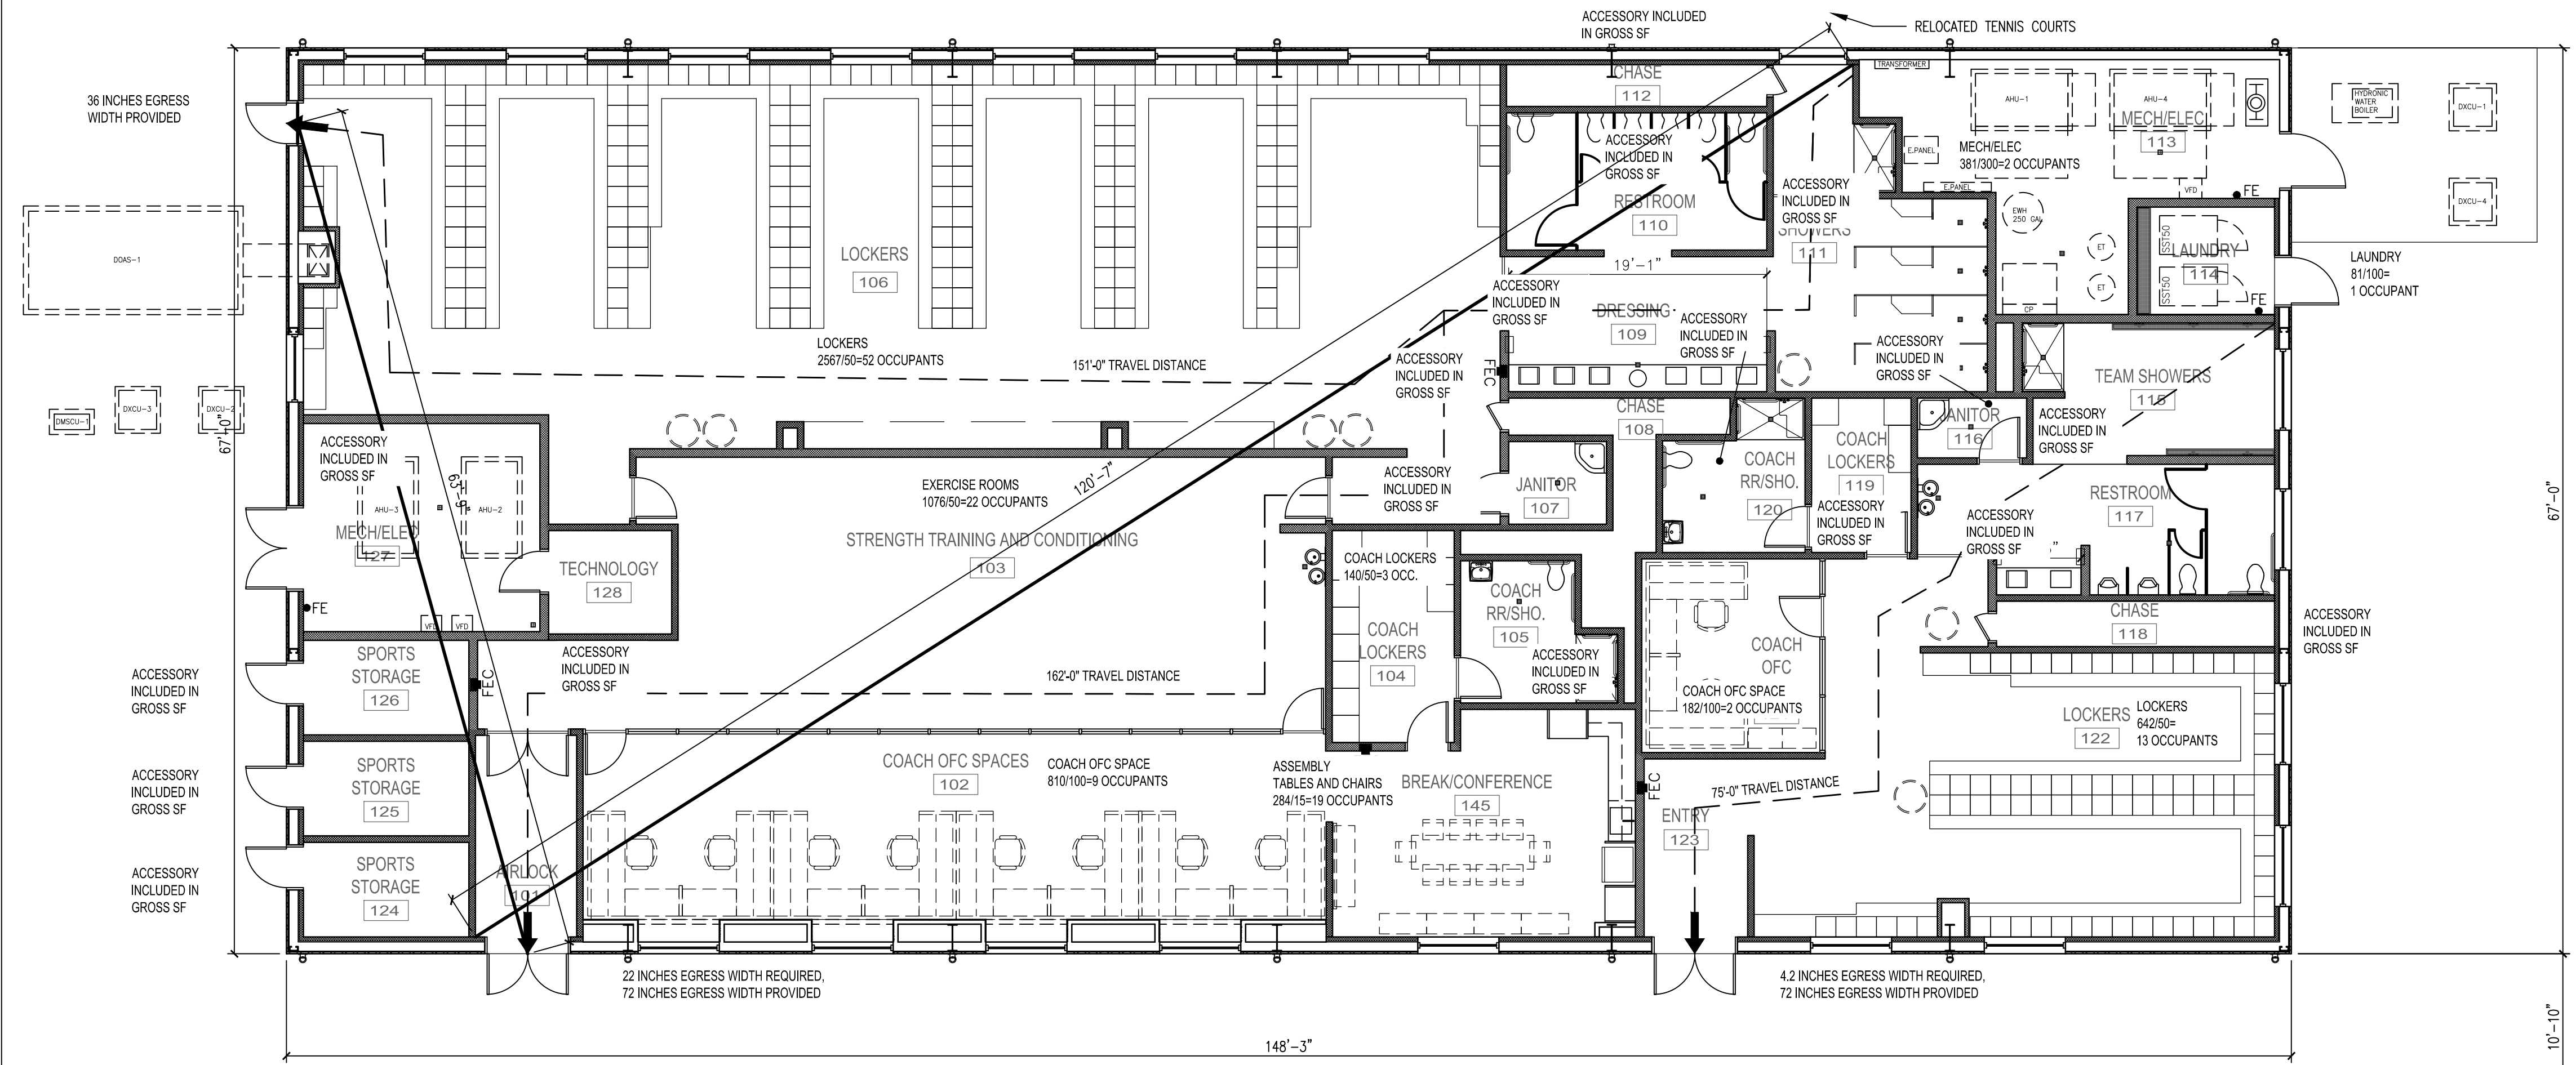 ACCESSORY INCLUDED
IN GROSS SF
RELOCATED TENNIS COURTS
36 INCHES EGRESS
WIDTH PROVIDED
CHASE
112
TRANSFORMER
AHU-1
AHU-4
MECH/ELEC
113
HYDRONIC
WATER
BOILER
DXCU-1
E.PANEL
MECH/ELEC
381/300=2 OCCUPANTS
E.PANEL
VFD
FE
DXCU-4
ACCESSORY
INCLUDED IN
GROSS SF
RESTROOM
110
ACCESSORY
INCLUDED IN
GROSS SF
SHOWERS
111
EWH
250 GAL
ET
ET
CP
SST50
SST50
LAUNDRY
114
FE
LAUNDRY
81/100=
1 OCCUPANT
DOAS-1
LOCKERS
106
19'-1"
ACCESSORY
INCLUDED IN
GROSS SF
DRESSING
109
ACCESSORY
INCLUDED IN
GROSS SF
LOCKERS
2567/50=52 OCCUPANTS
151'-0" TRAVEL DISTANCE
ACCESSORY
INCLUDED IN
GROSS SF
FEC
ACCESSORY
INCLUDED IN
GROSS SF
TEAM SHOWERS
115
DMSCU-1
DXCU-3
DXCU-2
67'-0"
ACCESSORY
INCLUDED IN
GROSS SF
63'-9"
AHU-3
AHU-2
MECH/ELEC
127
FE
VFD
VFD
TECHNOLOGY
128
EXERCISE ROOMS
1076/50=22 OCCUPANTS
120'-7"
STRENGTH TRAINING AND CONDITIONING
103
ACCESSORY
INCLUDED IN
GROSS SF
CHASE
108
JANITOR
107
COACH
RR/SHO.
120
COACH
LOCKERS
119
ACCESSORY
INCLUDED IN
GROSS SF
JANITOR
116
ACCESSORY
INCLUDED IN
GROSS SF
RESTROOM
117
ACCESSORY
INCLUDED IN
GROSS SF
67'-0"
COACH LOCKERS
140/50=3 OCC.
COACH
LOCKERS
104
COACH
RR/SHO.
105
ACCESSORY
INCLUDED IN
GROSS SF
COACH
OFC
COACH OFC SPACE
182/100=2 OCCUPANTS
CHASE
118
ACCESSORY
INCLUDED IN
GROSS SF
ACCESSORY
INCLUDED IN
GROSS SF
SPORTS
STORAGE
126
FEC
ACCESSORY
INCLUDED IN
GROSS SF
162'-0" TRAVEL DISTANCE
LOCKERS
122
LOCKERS
642/50=
13 OCCUPANTS
ACCESSORY
INCLUDED IN
GROSS SF
SPORTS
STORAGE
125
COACH OFC SPACES
102
COACH OFC SPACE
810/100=9 OCCUPANTS
ASSEMBLY
TABLES AND CHAIRS
284/15=19 OCCUPANTS
BREAK/CONFERENCE
145
FEC
75'-0" TRAVEL DISTANCE
ENTRY
123
ACCESSORY
INCLUDED IN
GROSS SF
SPORTS
STORAGE
124
AIRLOCK
101
22 INCHES EGRESS WIDTH REQUIRED,
72 INCHES EGRESS WIDTH PROVIDED
4.2 INCHES EGRESS WIDTH REQUIRED,
72 INCHES EGRESS WIDTH PROVIDED
148'-3"
10'-10"